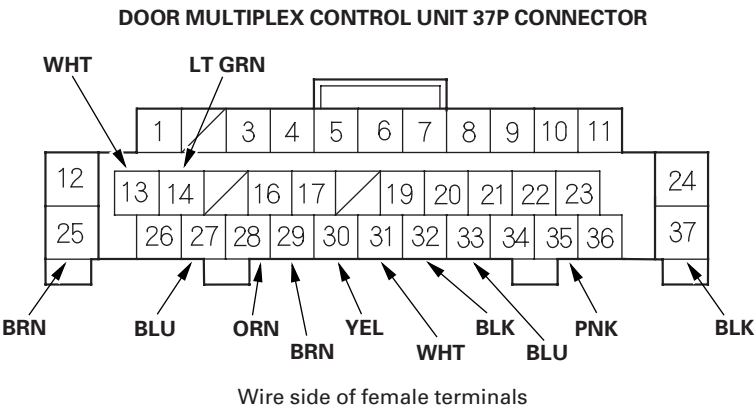 DOOR MULTIPLEX CONTROL UNIT 37P CONNECTOR
WHT LT GRN
1 3 4 5 6 7 8 9 10 11
12 13 14 16 17 19 20 21 22 23 24
25 26 27 28 29 30 31 32 33 34 35 36 37
BRN BLU ORN YEL BLK PNK BLK
BRN WHT BLU
Wire side of female terminals